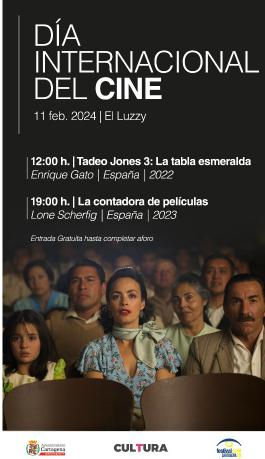 DÍA
INTERNACIONAL
DEL CINE
11 feb. 2024 | El Luzzy
12:00 h. | Tadeo Jones 3: La tabla esmeralda
Enrique Gato | España | 2022
19:00 h. | La contadora de películas
Lone Scherfig | España | 2023
Entrada Gratuita hasta completar aforo
Ayuntamiento
Cartagena
CULTURA
festival